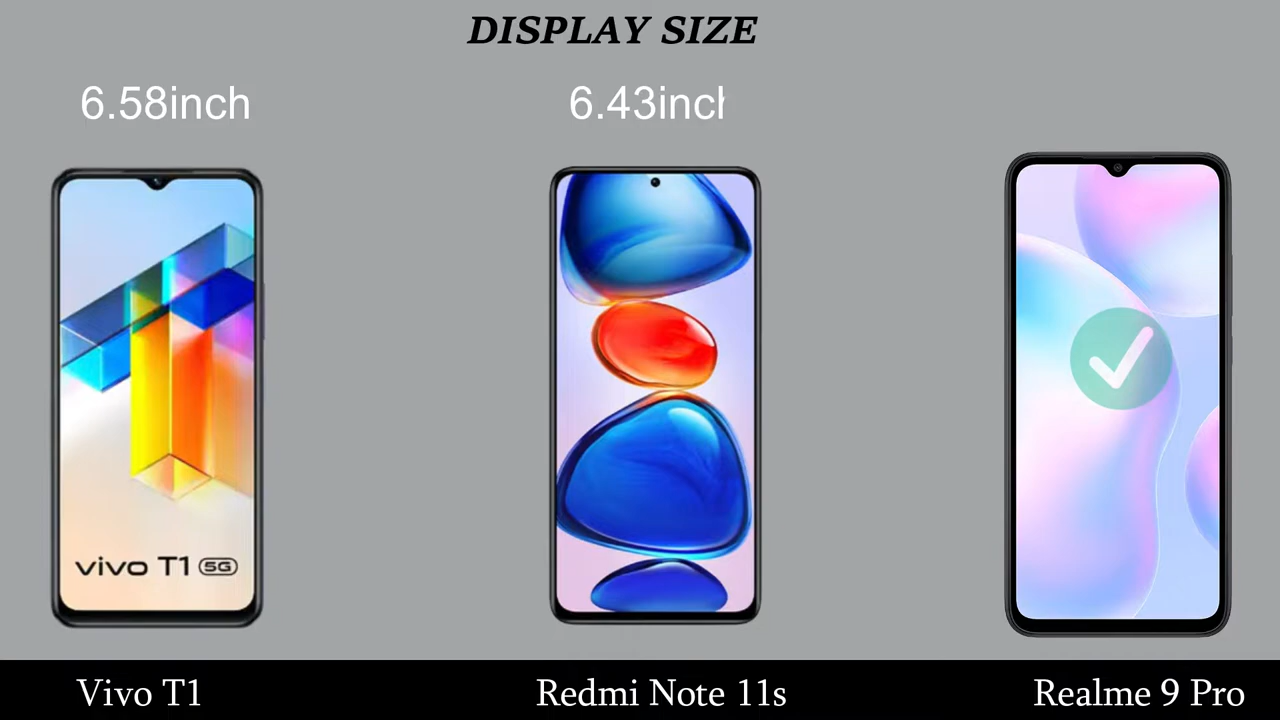 DISPLAY SIZE
6.58inch
6.43incl
vivo T1 5G
Vivo T1
Redmi Note 11s
Realme 9 Pro